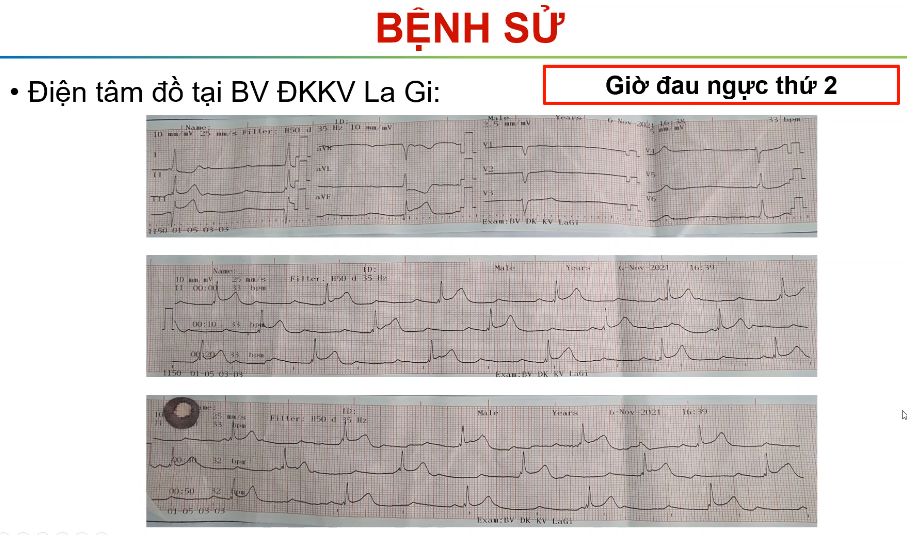 BỆNH SỬ
• Điện tâm đồ tại BV ĐKKV La Gi:
Giờ đau ngực thứ 2
Name: ID: Male Years 6 Nov 2021 16:38
10 mm/mV 25 mm/s Filter: H50 d 35 Hz 10 mm/mV 2.5 mm/mV 33 bpm
I aVR V1 V4
II aVL V2 V5
III aVF V3 V6
1150 01-05 03-03 Exam:BV DK KV LaGi
Name: ID: Male Years 6 Nov 2021 16:39
10 mm/mV 25 mm/s Filter: H50 d 35 Hz
II 00:00 33 bpm
00:10 33 bpm
00:20 33 bpm
1150 01-05 03-03 Exam:BV DK KV LaGi
ID: Male Years 6 Nov 2021 16:39
25 mm/s Filter: H50 d 35 Hz
33 bpm
00:40 32 bpm
00:50 32 bpm
01-05 03-03 Exam:BV DK KV LaGi